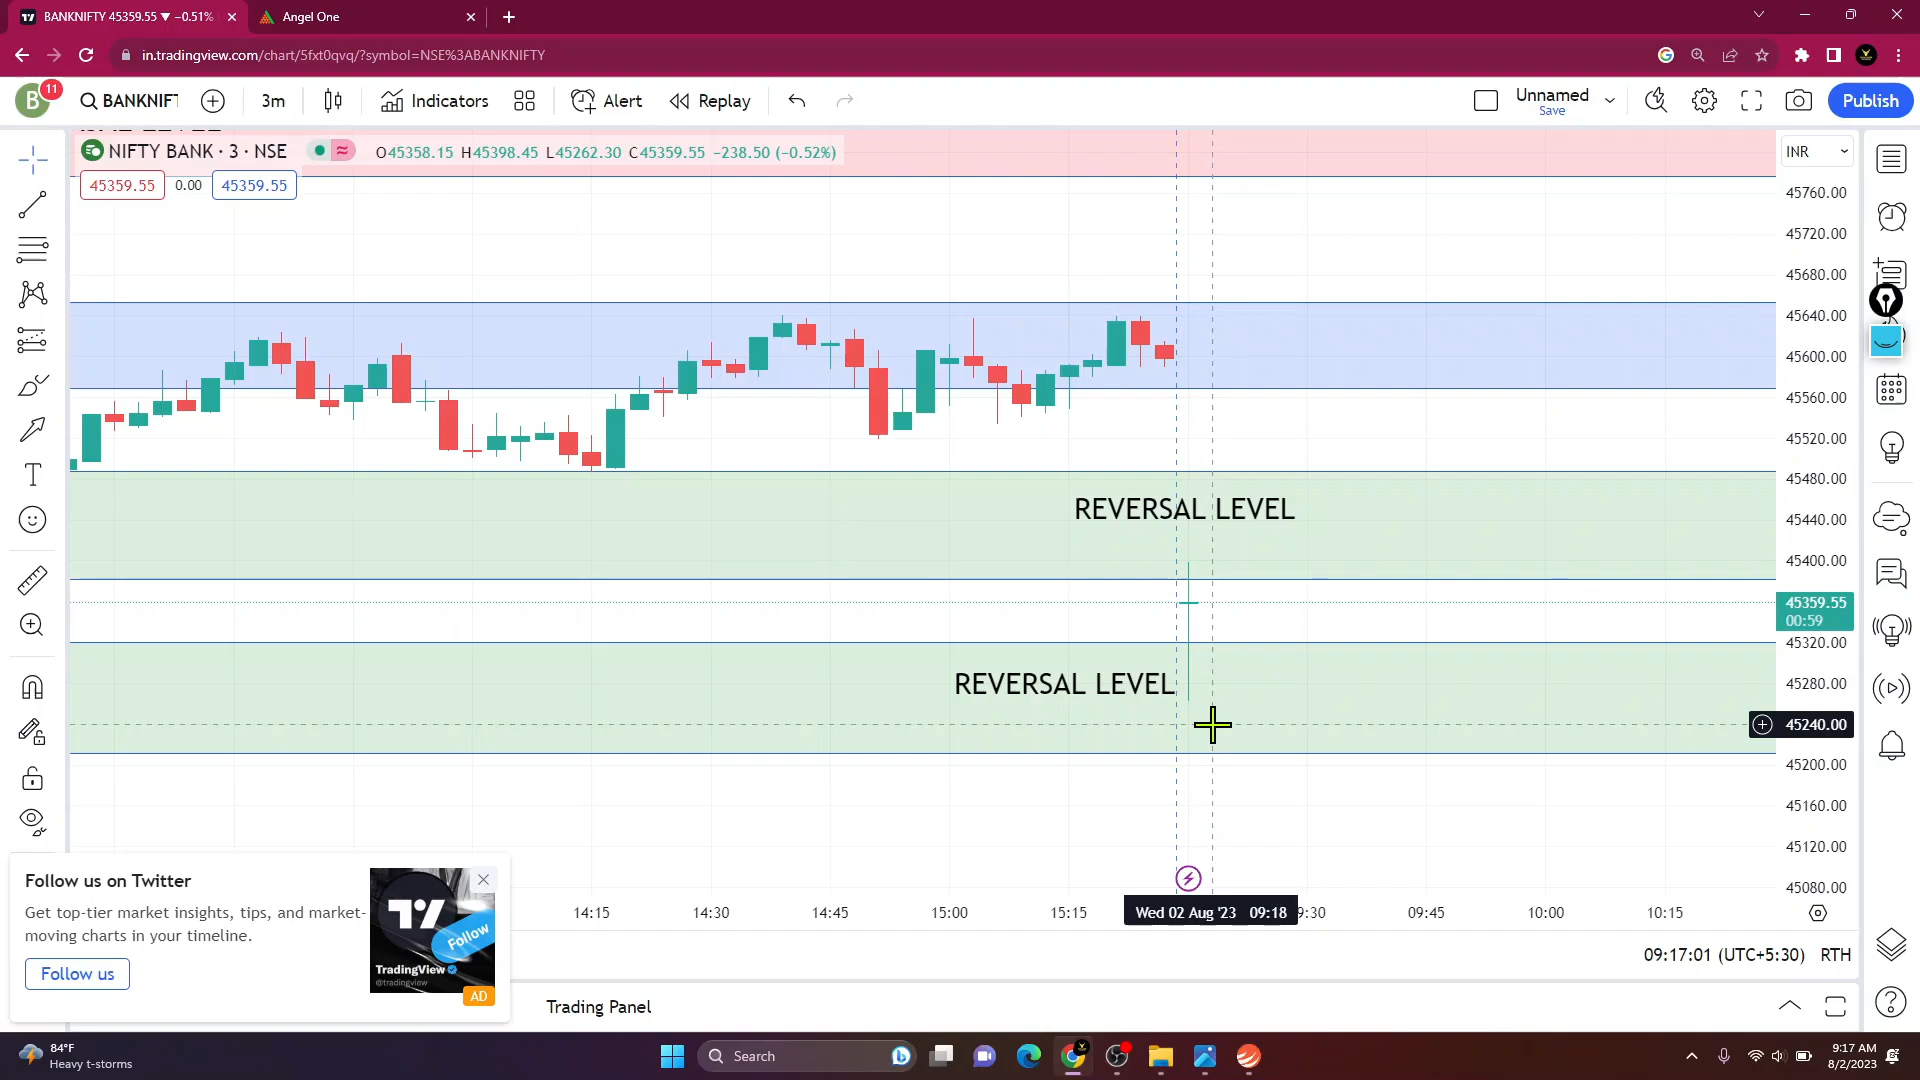 BANKNIFTY 45359.55 ▼ −0.51%
Angel One
in.tradingview.com/chart/5fxt0qvq/?symbol=NSE%3ABANKNIFTY
B
11
BANKNIFT
3m
Indicators
Alert
Replay
Unnamed
Save
Publish
NIFTY BANK · 3 · NSE
O45358.15 H45398.45 L45262.30 C45359.55 −238.50 (−0.52%)
INR
45359.55 0.00 45359.55
45760.00
45720.00
45680.00
45640.00
45600.00
45560.00
45520.00
45480.00
REVERSAL LEVEL
45440.00
45400.00
45359.55
00:59
45320.00
REVERSAL LEVEL
45280.00
45240.00
45200.00
45160.00
45120.00
45080.00
Follow us on Twitter
Get top-tier market insights, tips, and market-
moving charts in your timeline.
Follow us
Follow
TradingView
@tradingview
AD
14:15 14:30 14:45 15:00 15:15 Wed 02 Aug '23 09:18 9:30 09:45 10:00 10:15
09:17:01 (UTC+5:30) RTH
Trading Panel
84°F
Heavy t-storms
Search
9:17 AM
8/2/2023